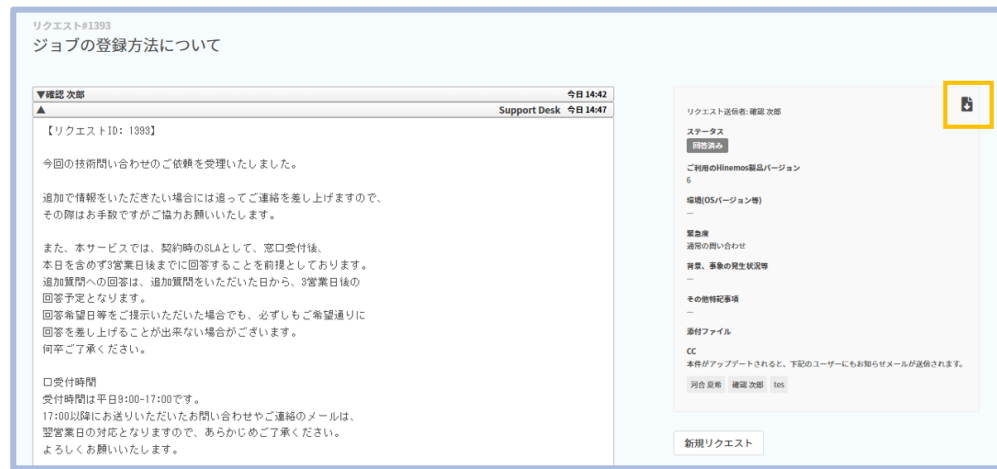 リクエスト#1393
ジョブの登録方法について
▼確認 次郎 今日 14:42
▲ Support Desk 今日 14:47
【リクエストID: 1393】
今回の技術問い合わせのご依頼を受理いたしました。
追加で情報をいただきたい場合には追ってご連絡を差し上げますので、
その際はお手数ですがご協力お願いいたします。
また、本サービスでは、契約時のSLAとして、窓口受付後、
本日を含めず3営業日後までに回答することを前提としております。
追加質問への回答は、追加質問をいただいた日から、3営業日後の
回答予定となります。
回答希望日等をご提示いただいた場合でも、必ずしもご希望通りに
回答を差し上げることが出来ない場合がございます。
何卒ご了承ください。
口受付時間
受付時間は平日9:00-17:00です。
17:00以降にお送りいただいたお問い合わせやご連絡のメールは、
翌営業日の対応となりますので、あらかじめご了承ください。
よろしくお願いいたします。
リクエスト送信者: 確認 次郎
ステータス
回答済み
ご利用のHinemos製品バージョン
6
環境(OSバージョン等)
—
緊急度
通常の問い合わせ
背景、事象の発生状況等
—
その他特記事項
—
添付ファイル
CC
本件がアップデートされると、下記のユーザーにもお知らせメールが送信されます。
河合 夏希 確認 次郎 tes
新規リクエスト